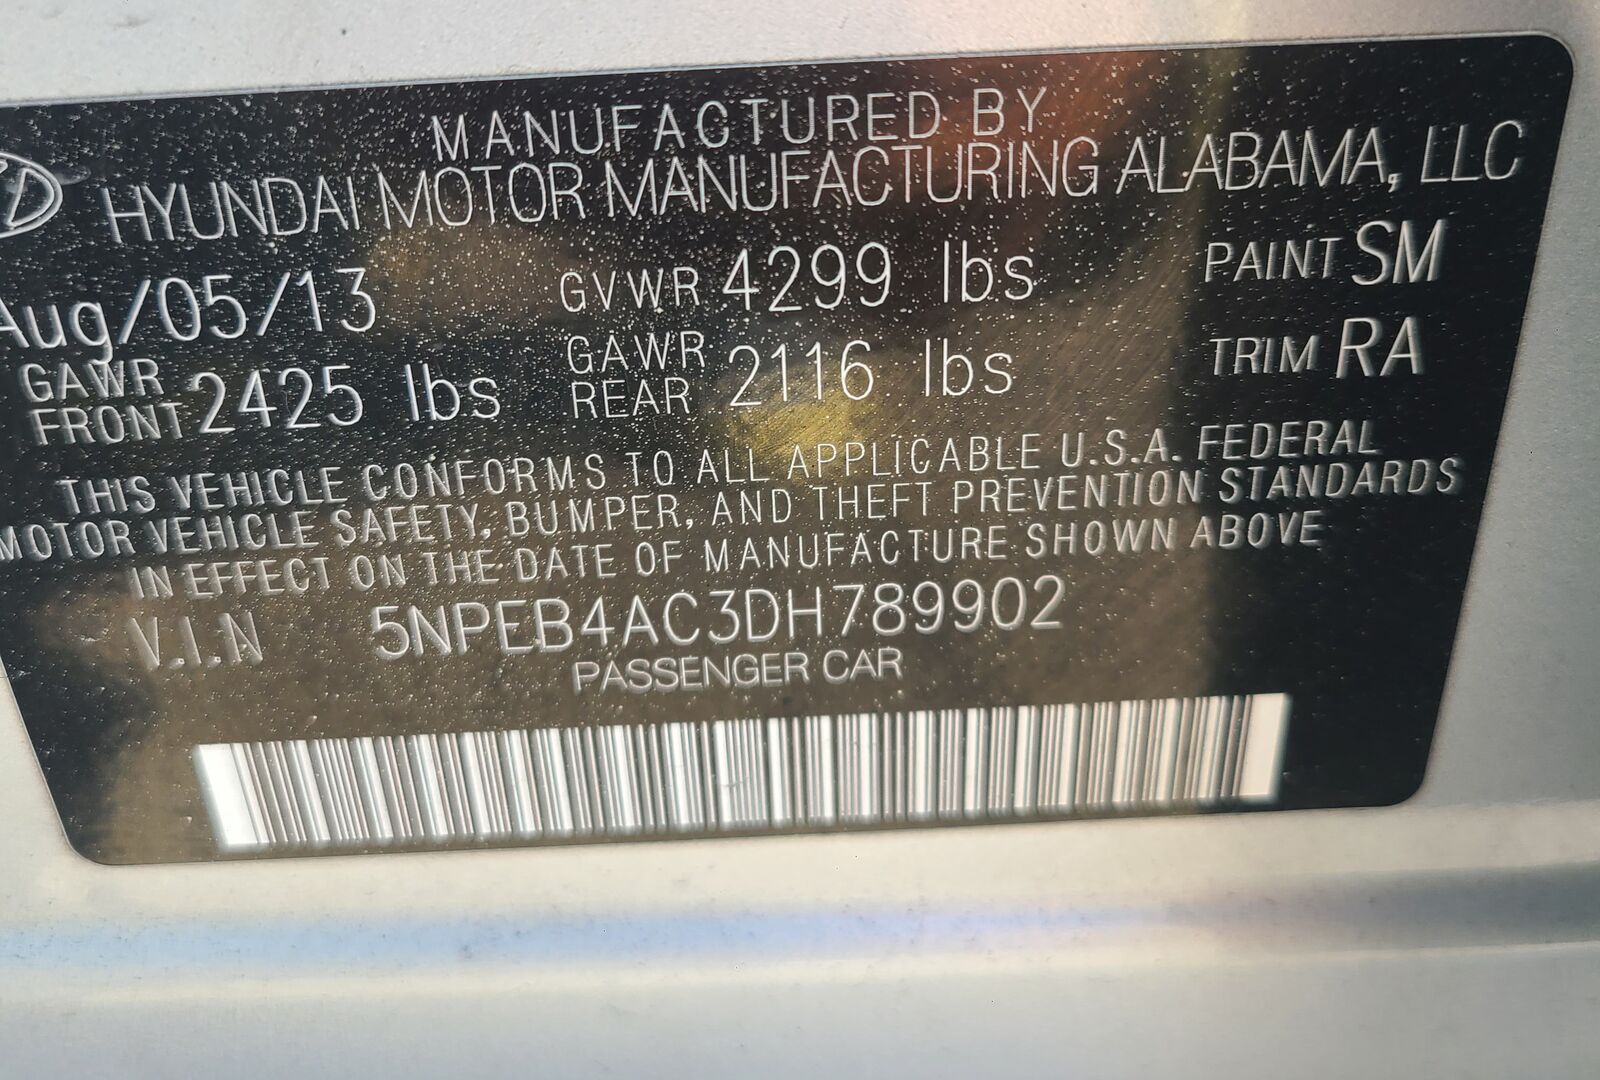 MANUFACTURED BY
HYUNDAI MOTOR MANUFACTURING ALABAMA, LLC
Aug/05/13 GVWR 4299 lbs PAINT SM
GAWR FRONT 2425 lbs GAWR REAR 2116 lbs TRIM RA
THIS VEHICLE CONFORMS TO ALL APPLICABLE U.S.A. FEDERAL
MOTOR VEHICLE SAFETY, BUMPER, AND THEFT PREVENTION STANDARDS
IN EFFECT ON THE DATE OF MANUFACTURE SHOWN ABOVE
V.I.N 5NPEB4AC3DH789902
PASSENGER CAR